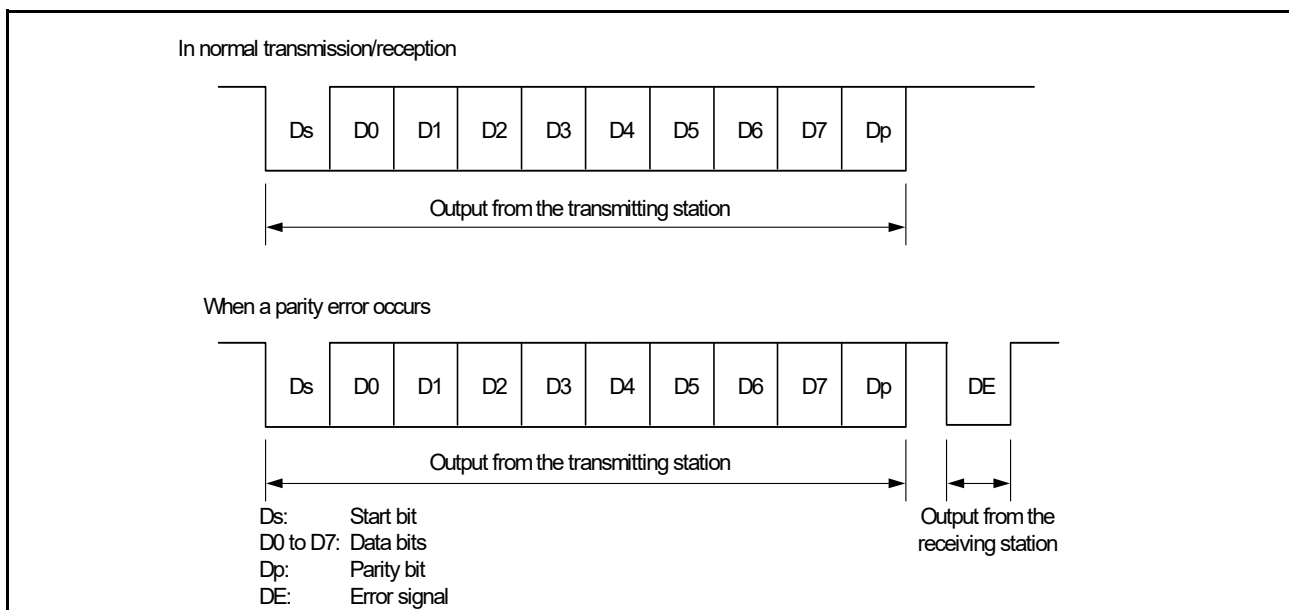 In normal transmission/reception
Ds D0 D1 D2 D3 D4 D5 D6 D7 Dp
Output from the transmitting station
When a parity error occurs
Ds D0 D1 D2 D3 D4 D5 D6 D7 Dp DE
Output from the transmitting station
Output from the
receiving station
Ds: Start bit
D0 to D7: Data bits
Dp: Parity bit
DE: Error signal